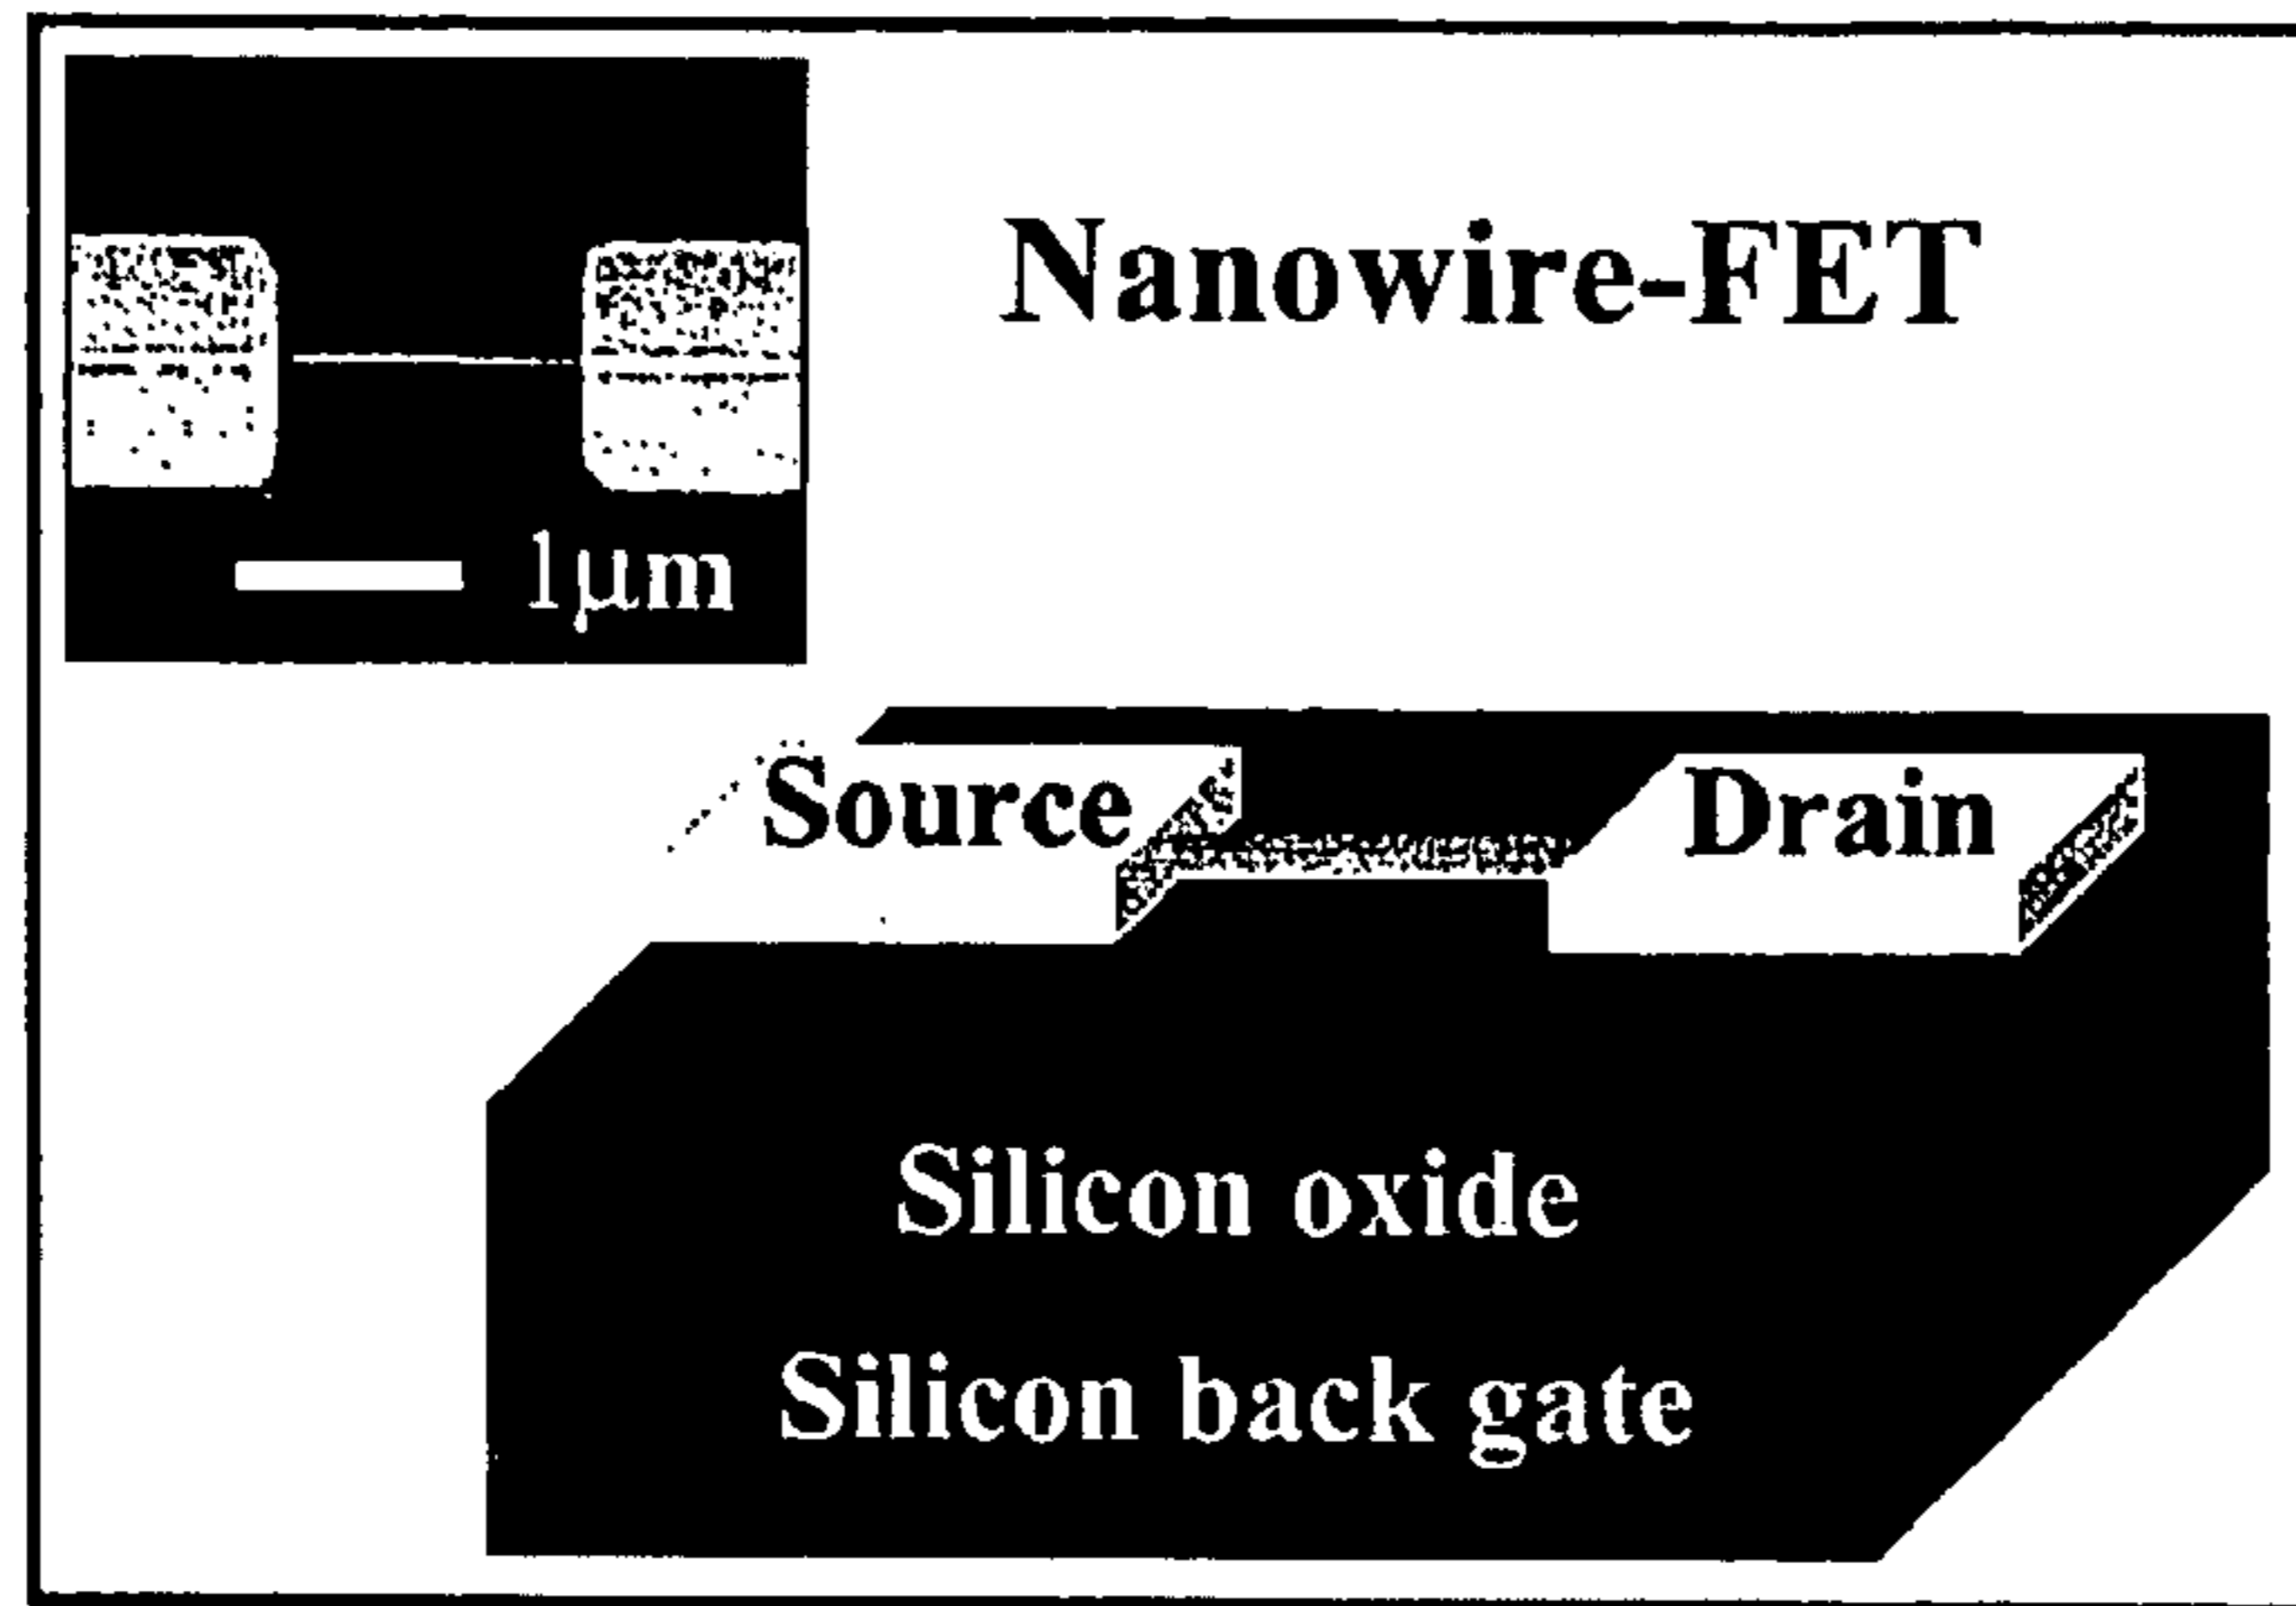 Nanowire-FET
1μm
Source
Drain
Silicon oxide
Silicon back gate